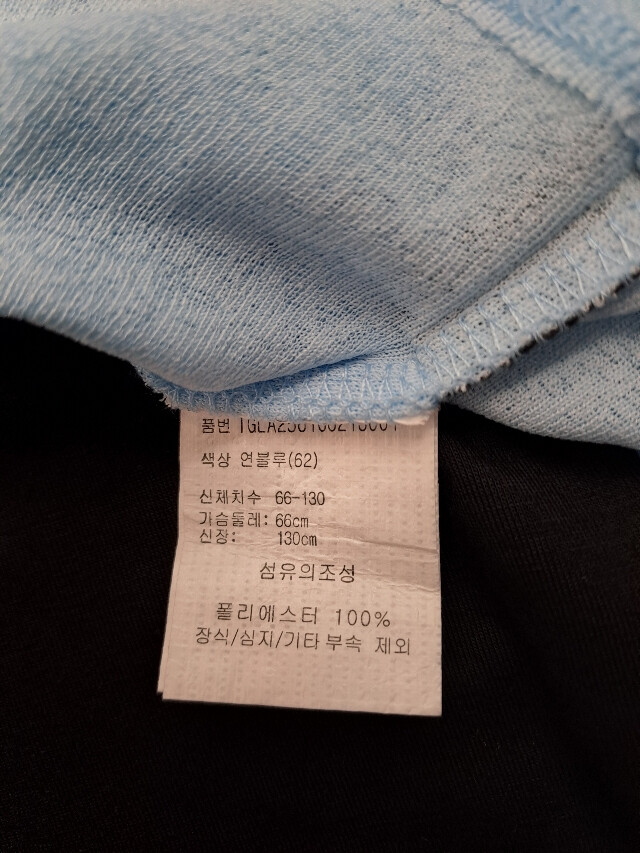 품번
색상 연블루(62)
신체치수 66-130
가슴둘레: 66cm
신장: 130cm
섬유의조성
폴리에스터 100%
장식/심지/기타 부속 제외